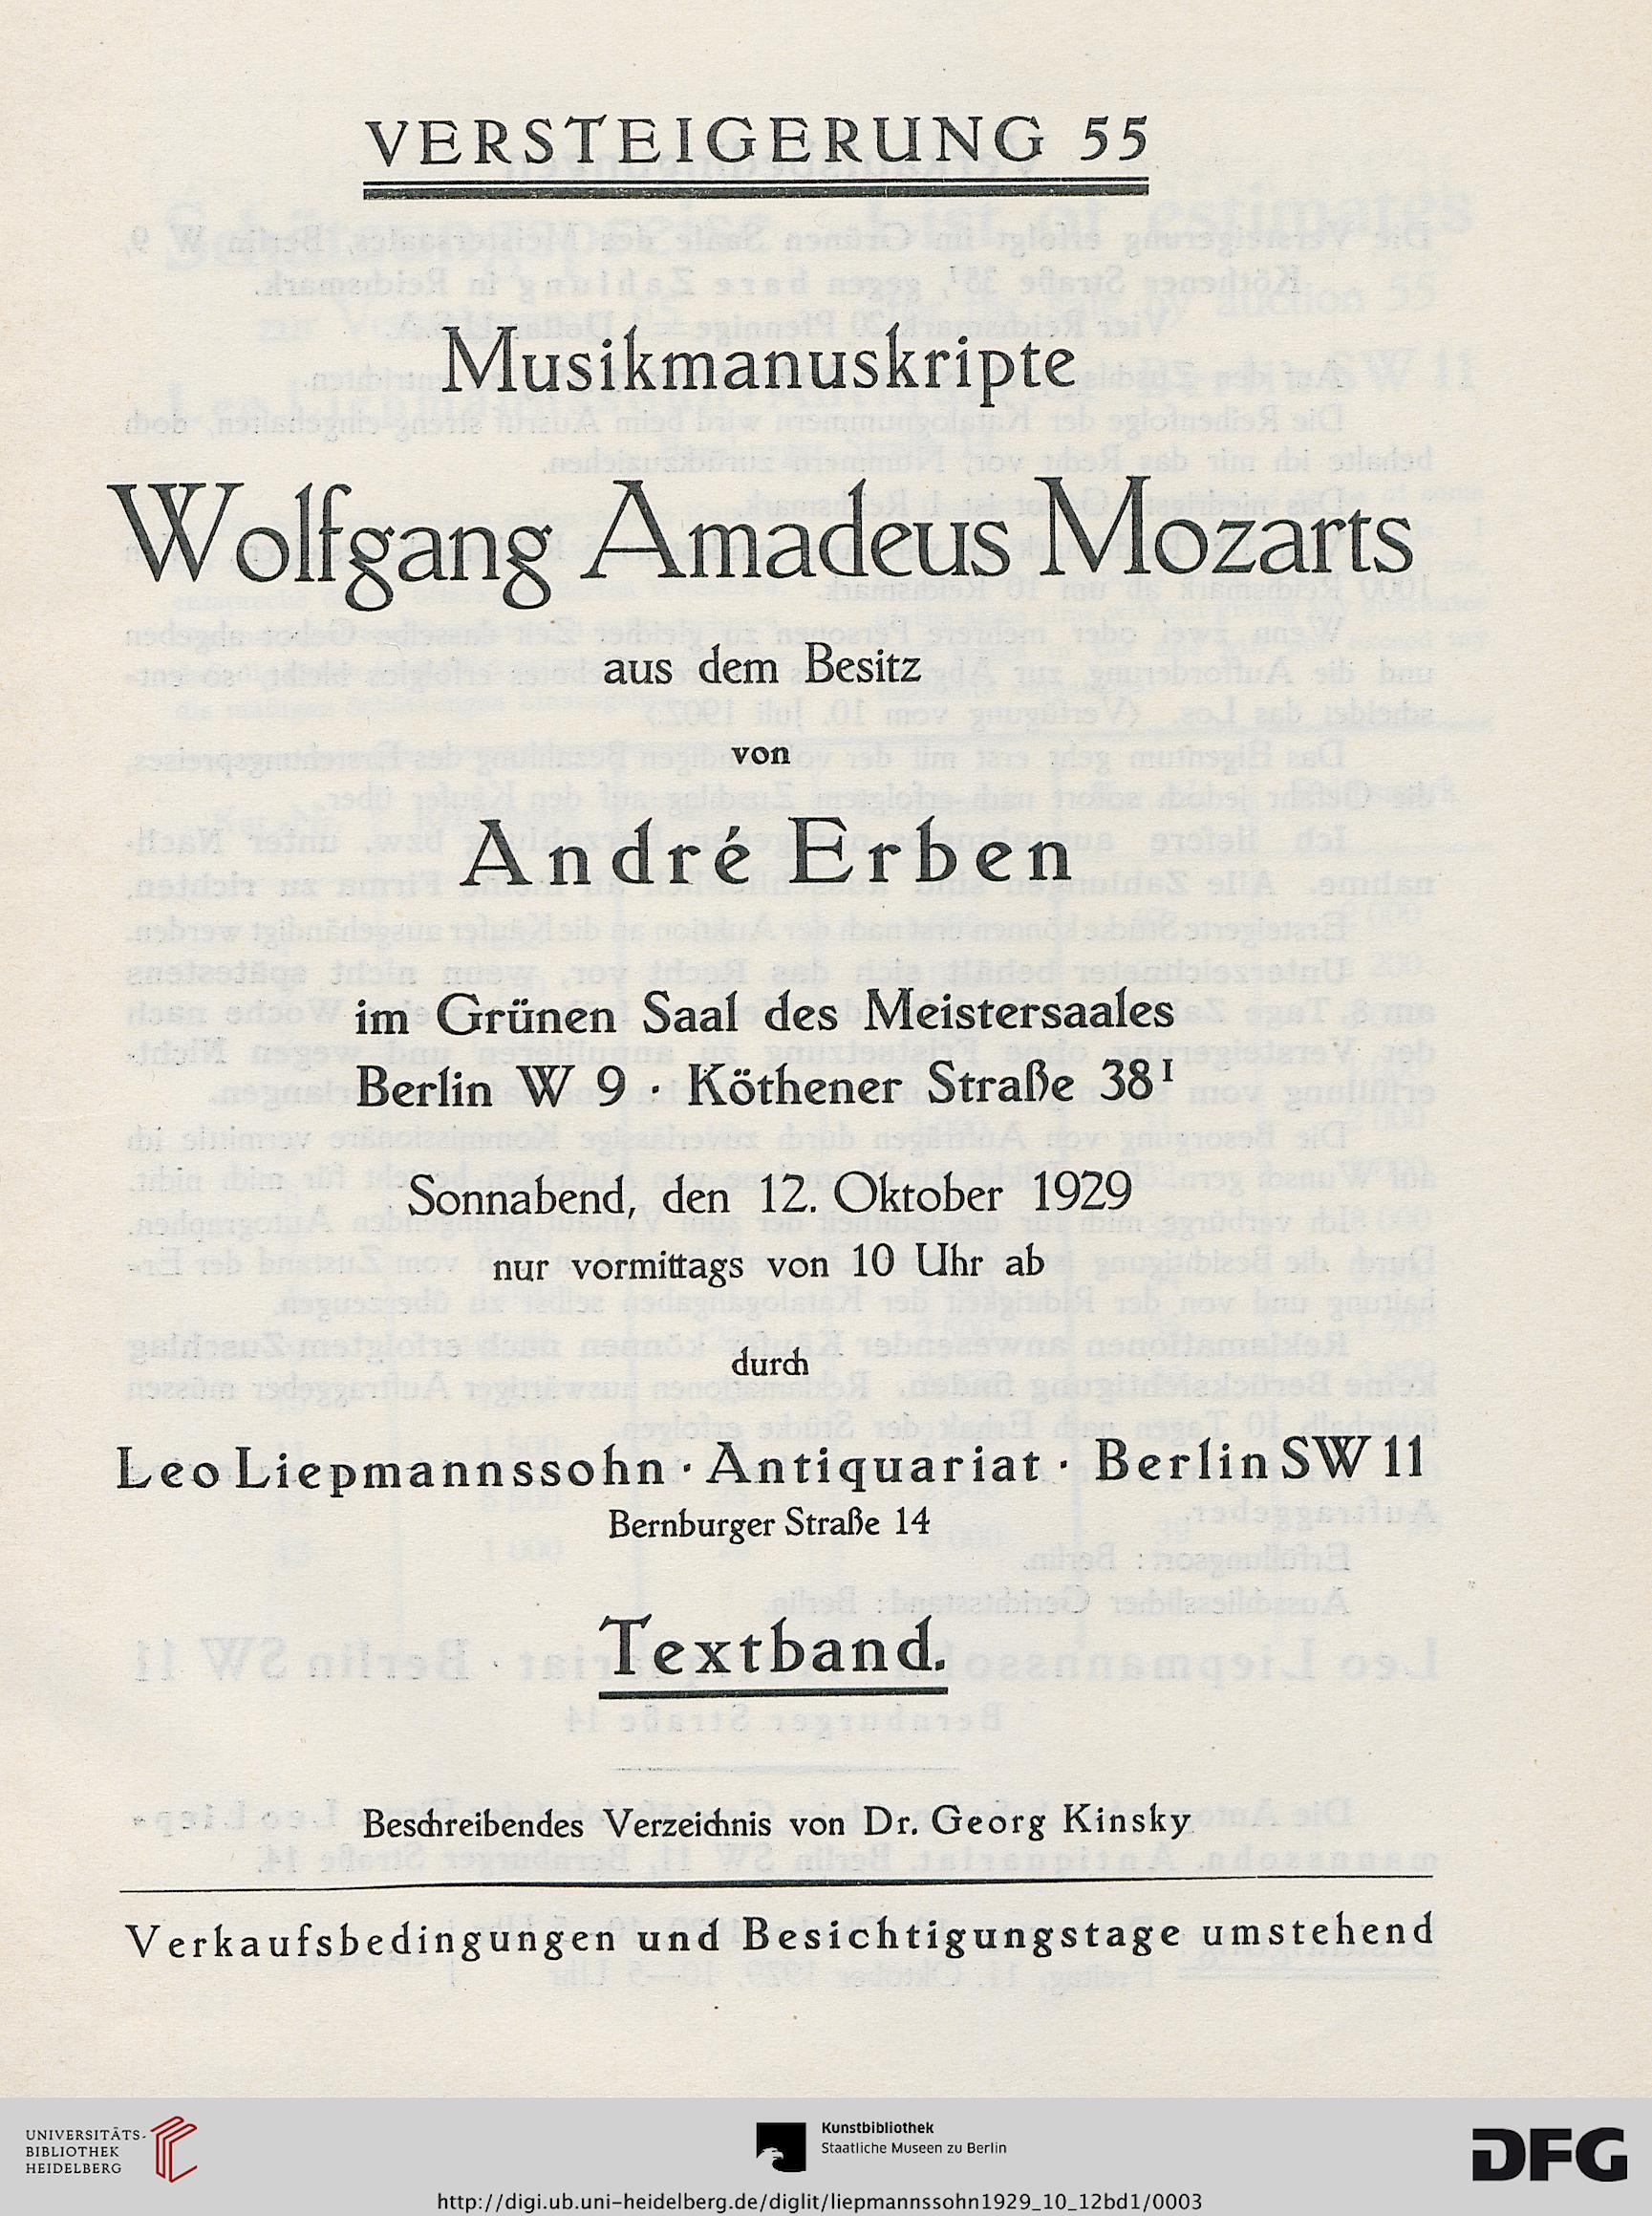 VERSTEIGERUNG 55
Musikmanuskripte
Wolfgang Amadeus Mozarts
aus dem Besitz
von
André Erben
im Grünen Saal des Meistersaales
Berlin W 9 · Köthener Straße 38ᴵ
Sonnabend, den 12. Oktober 1929
nur vormittags von 10 Uhr ab
durch
Leo Liepmannssohn · Antiquariat · Berlin SW 11
Bernburger Straße 14
Textband.
Beschreibendes Verzeichnis von Dr. Georg Kinsky
Verkaufsbedingungen und Besichtigungstage umstehend
UNIVERSITÄTS-
BIBLIOTHEK
HEIDELBERG
Kunstbibliothek
Staatliche Museen zu Berlin
DFG
http://digi.ub.uni-heidelberg.de/diglit/liepmannssohn1929_10_12bd1/0003